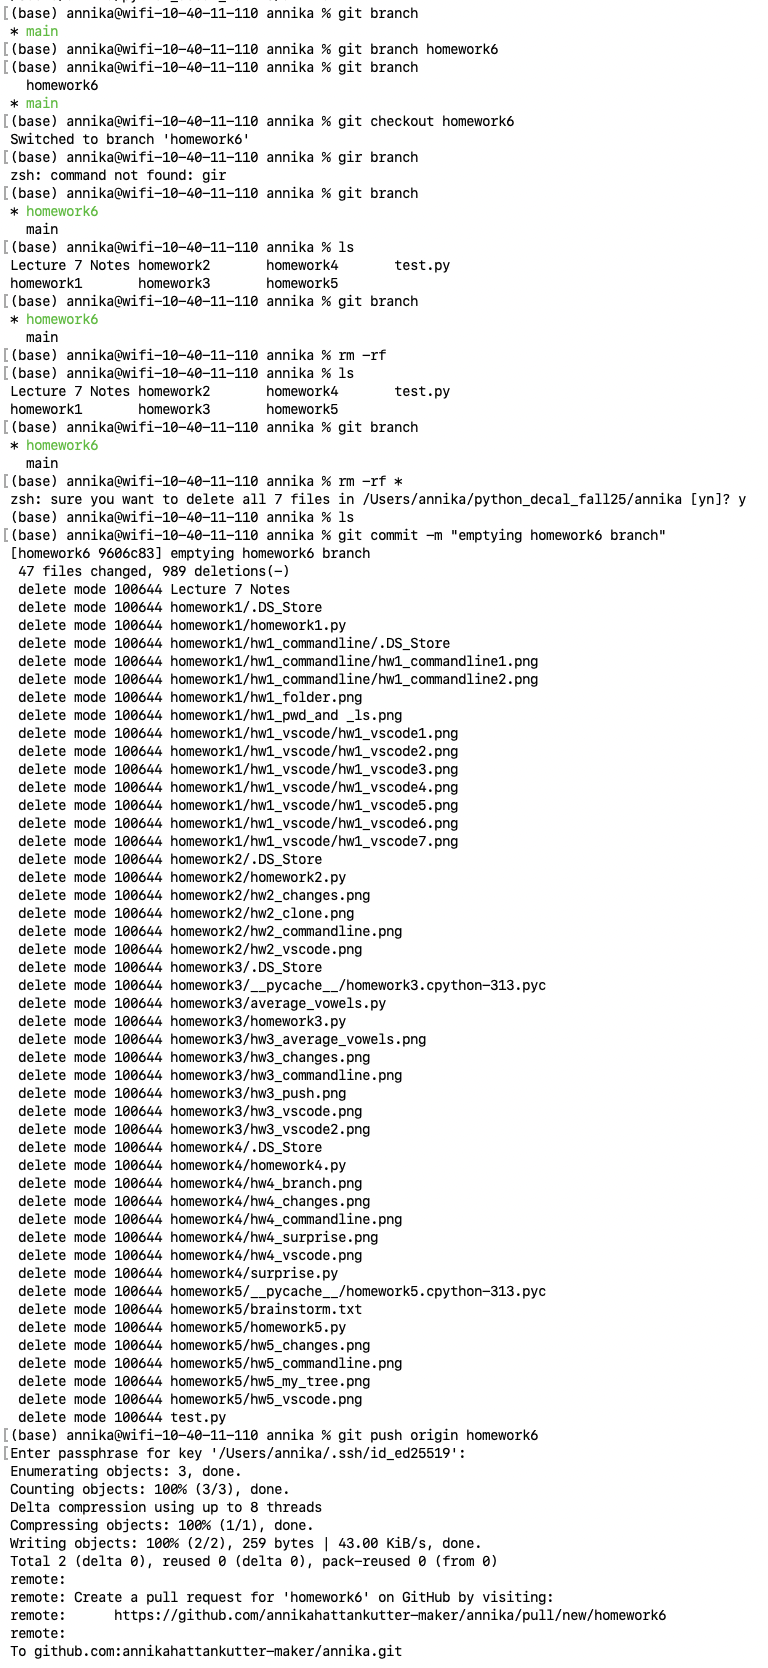 [(base) annika@wifi-10-40-11-110 annika % git branch
* main
[(base) annika@wifi-10-40-11-110 annika % git branch homework6
[(base) annika@wifi-10-40-11-110 annika % git branch
  homework6
* main
[(base) annika@wifi-10-40-11-110 annika % git checkout homework6
Switched to branch 'homework6'
[(base) annika@wifi-10-40-11-110 annika % gir branch
zsh: command not found: gir
[(base) annika@wifi-10-40-11-110 annika % git branch
* homework6
  main
[(base) annika@wifi-10-40-11-110 annika % ls
Lecture 7 Notes homework2       homework4       test.py
homework1       homework3       homework5
[(base) annika@wifi-10-40-11-110 annika % git branch
* homework6
  main
[(base) annika@wifi-10-40-11-110 annika % rm -rf
[(base) annika@wifi-10-40-11-110 annika % ls
Lecture 7 Notes homework2       homework4       test.py
homework1       homework3       homework5
[(base) annika@wifi-10-40-11-110 annika % git branch
* homework6
  main
[(base) annika@wifi-10-40-11-110 annika % rm -rf *
zsh: sure you want to delete all 7 files in /Users/annika/python_decal_fall25/annika [yn]? y
(base) annika@wifi-10-40-11-110 annika % ls
[(base) annika@wifi-10-40-11-110 annika % git commit -m "emptying homework6 branch"
[homework6 9606c83] emptying homework6 branch
 47 files changed, 989 deletions(-)
 delete mode 100644 Lecture 7 Notes
 delete mode 100644 homework1/.DS_Store
 delete mode 100644 homework1/homework1.py
 delete mode 100644 homework1/hw1_commandline/.DS_Store
 delete mode 100644 homework1/hw1_commandline/hw1_commandline1.png
 delete mode 100644 homework1/hw1_commandline/hw1_commandline2.png
 delete mode 100644 homework1/hw1_folder.png
 delete mode 100644 homework1/hw1_pwd_and _ls.png
 delete mode 100644 homework1/hw1_vscode/hw1_vscode1.png
 delete mode 100644 homework1/hw1_vscode/hw1_vscode2.png
 delete mode 100644 homework1/hw1_vscode/hw1_vscode3.png
 delete mode 100644 homework1/hw1_vscode/hw1_vscode4.png
 delete mode 100644 homework1/hw1_vscode/hw1_vscode5.png
 delete mode 100644 homework1/hw1_vscode/hw1_vscode6.png
 delete mode 100644 homework1/hw1_vscode/hw1_vscode7.png
 delete mode 100644 homework2/.DS_Store
 delete mode 100644 homework2/homework2.py
 delete mode 100644 homework2/hw2_changes.png
 delete mode 100644 homework2/hw2_clone.png
 delete mode 100644 homework2/hw2_commandline.png
 delete mode 100644 homework2/hw2_vscode.png
 delete mode 100644 homework3/.DS_Store
 delete mode 100644 homework3/__pycache__/homework3.cpython-313.pyc
 delete mode 100644 homework3/average_vowels.py
 delete mode 100644 homework3/homework3.py
 delete mode 100644 homework3/hw3_average_vowels.png
 delete mode 100644 homework3/hw3_changes.png
 delete mode 100644 homework3/hw3_commandline.png
 delete mode 100644 homework3/hw3_push.png
 delete mode 100644 homework3/hw3_vscode.png
 delete mode 100644 homework3/hw3_vscode2.png
 delete mode 100644 homework4/.DS_Store
 delete mode 100644 homework4/homework4.py
 delete mode 100644 homework4/hw4_branch.png
 delete mode 100644 homework4/hw4_changes.png
 delete mode 100644 homework4/hw4_commandline.png
 delete mode 100644 homework4/hw4_surprise.png
 delete mode 100644 homework4/hw4_vscode.png
 delete mode 100644 homework4/surprise.py
 delete mode 100644 homework5/__pycache__/homework5.cpython-313.pyc
 delete mode 100644 homework5/brainstorm.txt
 delete mode 100644 homework5/homework5.py
 delete mode 100644 homework5/hw5_changes.png
 delete mode 100644 homework5/hw5_commandline.png
 delete mode 100644 homework5/hw5_my_tree.png
 delete mode 100644 homework5/hw5_vscode.png
 delete mode 100644 test.py
[(base) annika@wifi-10-40-11-110 annika % git push origin homework6
[Enter passphrase for key '/Users/annika/.ssh/id_ed25519':
Enumerating objects: 3, done.
Counting objects: 100% (3/3), done.
Delta compression using up to 8 threads
Compressing objects: 100% (1/1), done.
Writing objects: 100% (2/2), 259 bytes | 43.00 KiB/s, done.
Total 2 (delta 0), reused 0 (delta 0), pack-reused 0 (from 0)
remote:
remote: Create a pull request for 'homework6' on GitHub by visiting:
remote:      https://github.com/annikahattankutter-maker/annika/pull/new/homework6
remote:
To github.com:annikahattankutter-maker/annika.git